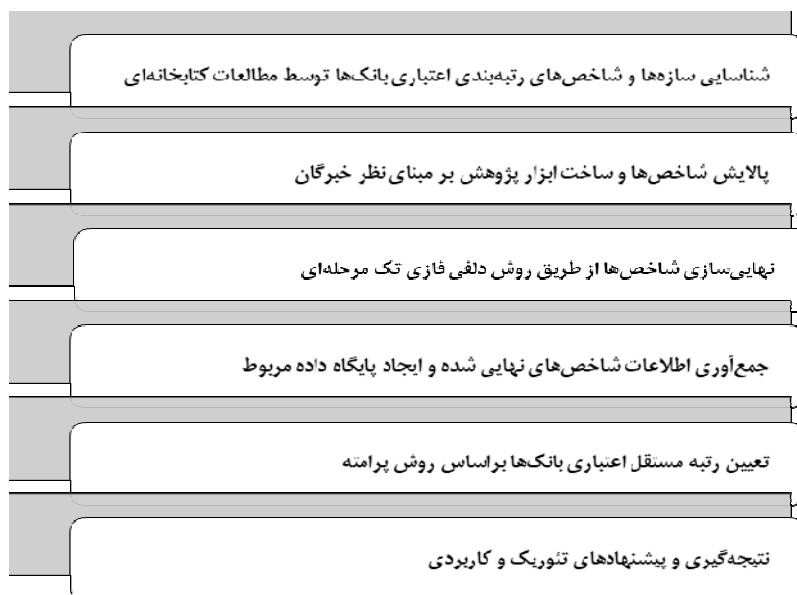 شناسایی سازه‌ها و شاخص‌های رتبه‌بندی اعتباری بانک‌ها توسط مطالعات کتابخانه‌ای
پالایش شاخص‌ها و ساخت ابزار پژوهش بر مبنای نظر خبرگان
نهایی‌سازی شاخص‌ها از طریق روش دلفی فازی تک مرحله‌ای
جمع‌آوری اطلاعات شاخص‌های نهایی شده و ایجاد پایگاه داده مربوط
تعیین رتبه مستقل اعتباری بانک‌ها براساس روش پرامته
نتیجه‌گیری و پیشنهادهای تئوریک و کاربردی